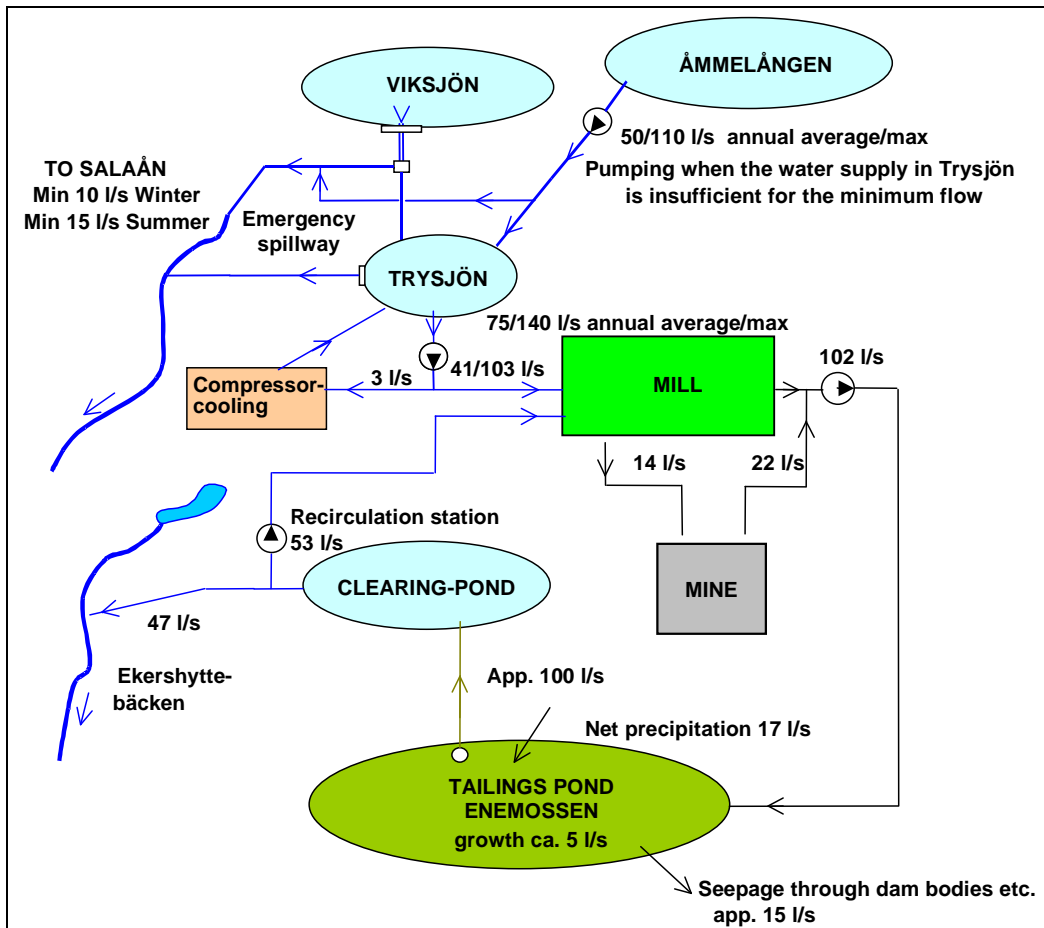 VIKSJÖN
ÅMMELÅNGEN
50/110 l/s annual average/max
Pumping when the water supply in Trysjön
is insufficient for the minimum flow
TO SALAÅN
Min 10 l/s Winter
Min 15 l/s Summer
Emergency
spillway
TRYSJÖN
75/140 l/s annual average/max
41/103 l/s
3 l/s
Compressor-
cooling
MILL
102 l/s
14 l/s
22 l/s
Recirculation station
53 l/s
CLEARING-POND
MINE
47 l/s
Ekershytte-
bäcken
App. 100 l/s
Net precipitation 17 l/s
TAILINGS POND
ENEMOSSEN
growth ca. 5 l/s
Seepage through dam bodies etc.
app. 15 l/s